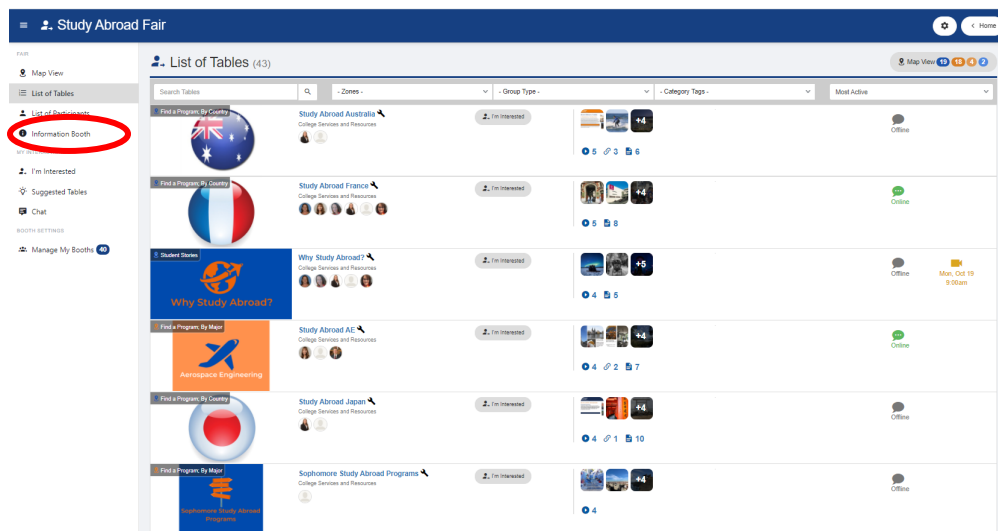 Study Abroad Fair
Home
FAIR
Map View
List of Tables
List of Participants
Information Booth
I'm Interested
Suggested Tables
Chat
BOOTH SETTINGS
Manage My Booths 40
List of Tables (43)
Map View 19 18 4 2
Search Tables
- Zones -
- Group Type -
- Category Tags -
Most Active
Find a Program; By Country
Study Abroad Australia
College Services and Resources
I'm Interested
+4
5 3 6
Offline
Find a Program; By Country
Study Abroad France
College Services and Resources
I'm Interested
+4
5 8
Online
Student Stories
Why Study Abroad?
Why Study Abroad?
College Services and Resources
I'm Interested
+5
4 5
Offline
Mon, Oct 19
9:00am
Find a Program; By Major
Aerospace Engineering
Study Abroad AE
College Services and Resources
I'm Interested
+4
4 2 7
Online
Find a Program; By Country
Study Abroad Japan
College Services and Resources
I'm Interested
+4
4 1 10
Offline
Find a Program; By Major
Sophomore Study Abroad
Programs
Sophomore Study Abroad Programs
College Services and Resources
I'm Interested
+4
4
Offline